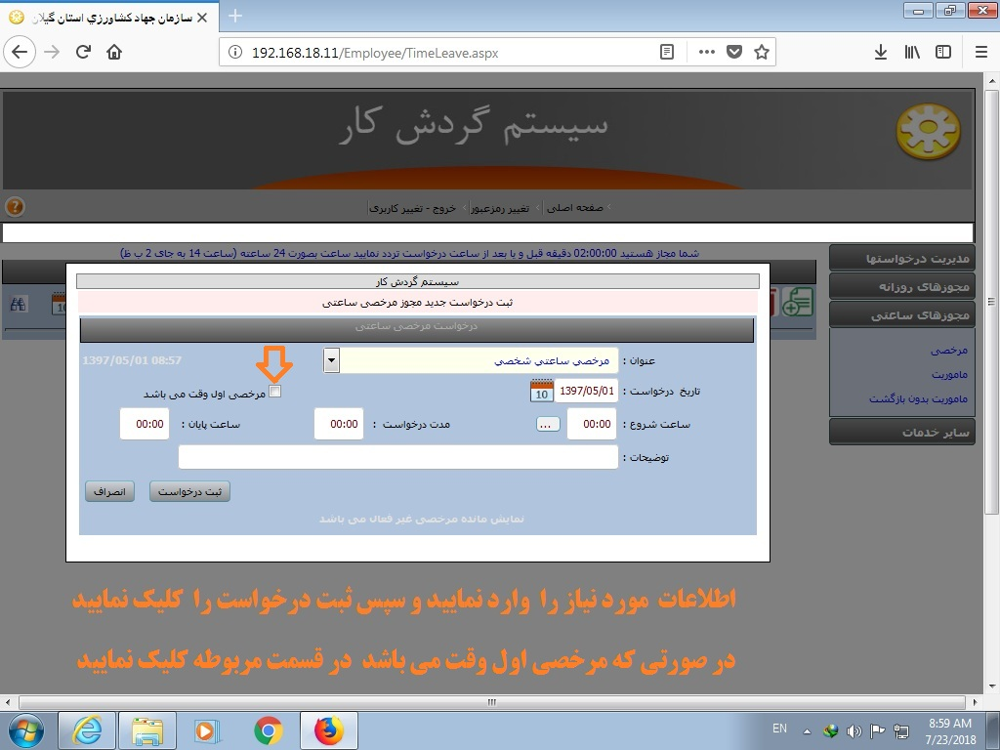 سازمان جهاد کشاورزي استان گیلان
192.168.18.11/Employee/TimeLeave.aspx
سیستم گردش کار
صفحه اصلی
تغییر رمزعبور
خروج - تغییر کاربری
شما مجاز هستید 02:00:00 دقیقه قبل و یا بعد از ساعت درخواست تردد نمایید ساعت بصورت 24 ساعته (ساعت 14 به جای 2 ب ظ)
مدیریت درخواستها
مجوزهای روزانه
مجوزهای ساعتی
مرخصی
ماموریت
ماموریت بدون بازگشت
سایر خدمات
سیستم گردش کار
ثبت درخواست جدید مجوز مرخصی ساعتی
درخواست مرخصی ساعتی
عنوان : مرخصي ساعتي شخصي
1397/05/01 08:57
تاریخ درخواست : 1397/05/01 10
مرخصی اول وقت می باشد
ساعت شروع : 00:00 ... مدت درخواست : 00:00 ساعت پایان : 00:00
توضیحات :
ثبت درخواست انصراف
نمایش مانده مرخصی غیر فعال می باشد
اطلاعات مورد نیاز را وارد نمایید و سپس ثبت درخواست را کلیک نمایید
در صورتی که مرخصی اول وقت می باشد در قسمت مربوطه کلیک نمایید
EN
8:59 AM
7/23/2018